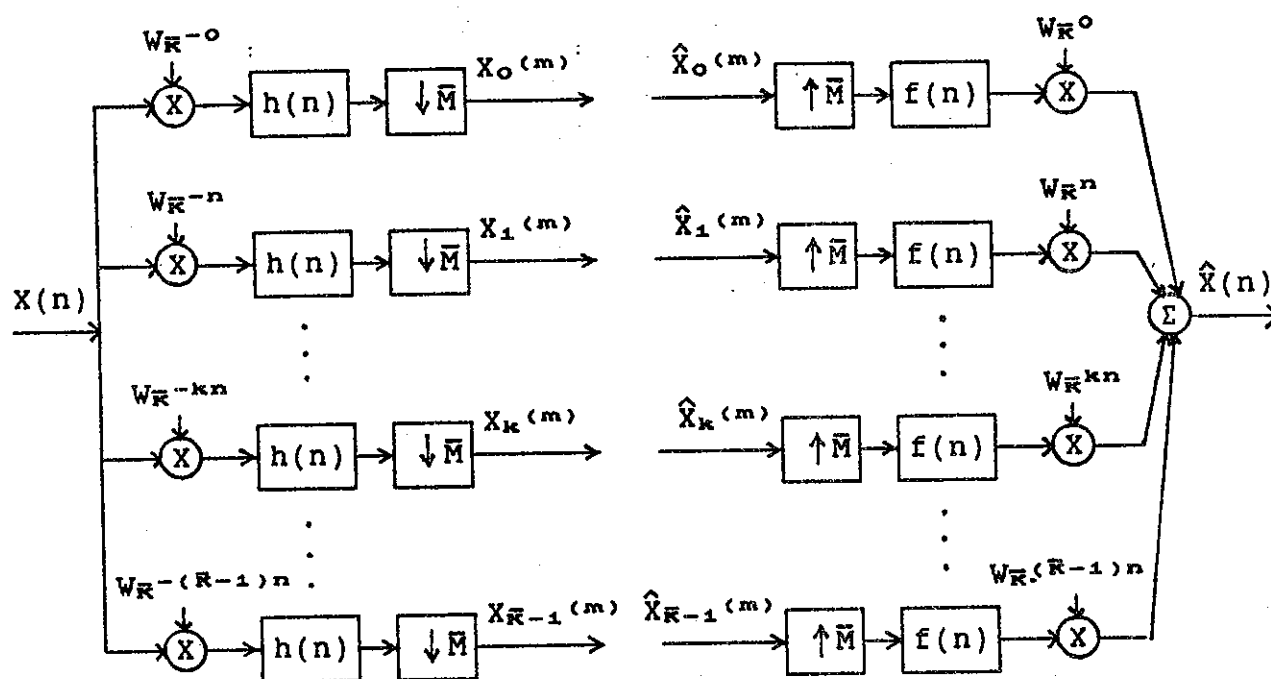 W_K̄^-0
W_K̄^0
X
h(n)
↓ M̄
X_0(m)
X̂_0(m)
↑ M̄
f(n)
X
W_K̄^-n
W_K̄^n
X
h(n)
↓ M̄
X_1(m)
X̂_1(m)
↑ M̄
f(n)
X
X(n)
X̂(n)
Σ
W_K̄^-kn
W_K̄^kn
X
h(n)
↓ M̄
X_k(m)
X̂_k(m)
↑ M̄
f(n)
X
W_K̄^-(K̄-1)n
W_K̄^(K̄-1)n
X
h(n)
↓ M̄
X_K̄-1(m)
X̂_K̄-1(m)
↑ M̄
f(n)
X